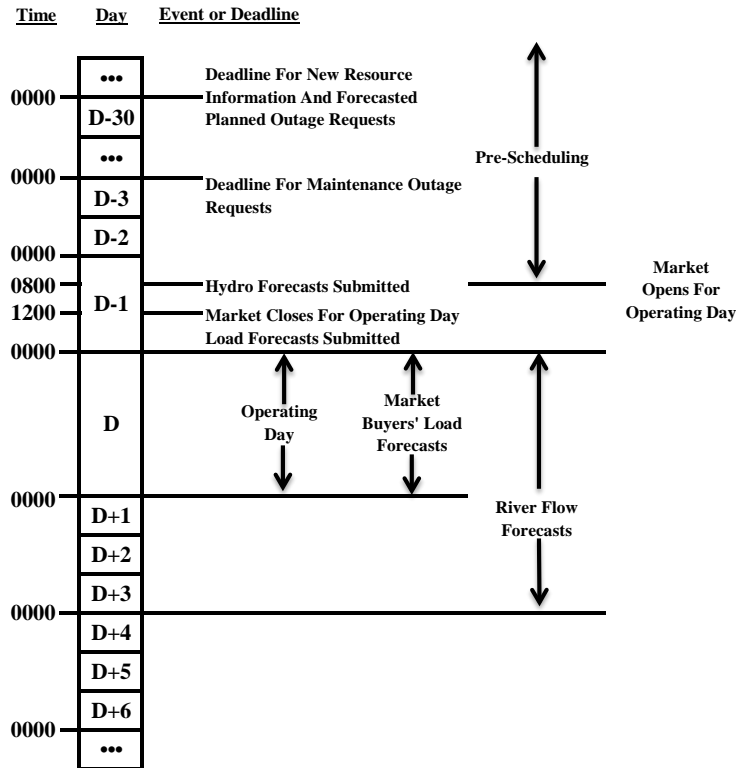 Time Day Event or Deadline
•••
Deadline For New Resource
0000
Information And Forecasted
D-30
Planned Outage Requests
•••
Pre-Scheduling
0000
Deadline For Maintenance Outage
D-3
Requests
D-2
0000
Market
0800
Hydro Forecasts Submitted
Opens For
D-1
1200
Market Closes For Operating Day
Operating Day
Load Forecasts Submitted
0000
Operating
Day
Market
Buyers' Load
Forecasts
D
0000
D+1
River Flow
Forecasts
D+2
D+3
0000
D+4
D+5
D+6
0000
•••